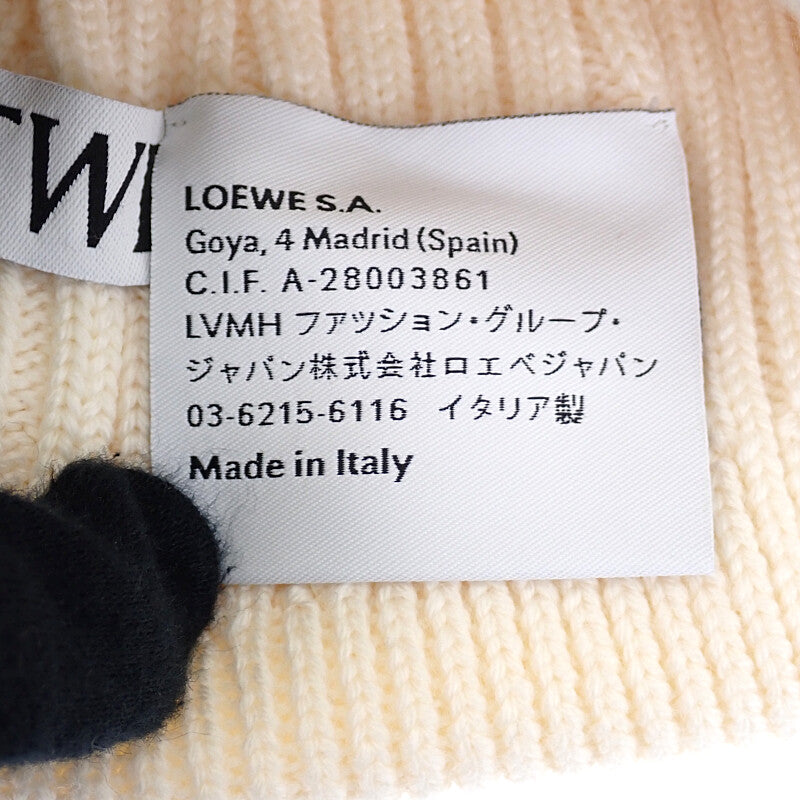 LOEWE S.A.
Goya, 4 Madrid (Spain)
C.I.F. A-28003861
LVMH ファッション・グループ・
ジャパン株式会社ロエベジャパン
03-6215-6116 イタリア製
Made in Italy